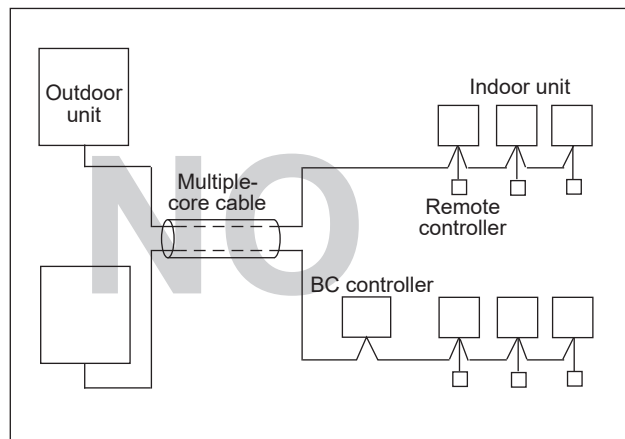 Outdoor
unit
Indoor unit
NO
Multiple-
core cable
Remote
controller
BC controller